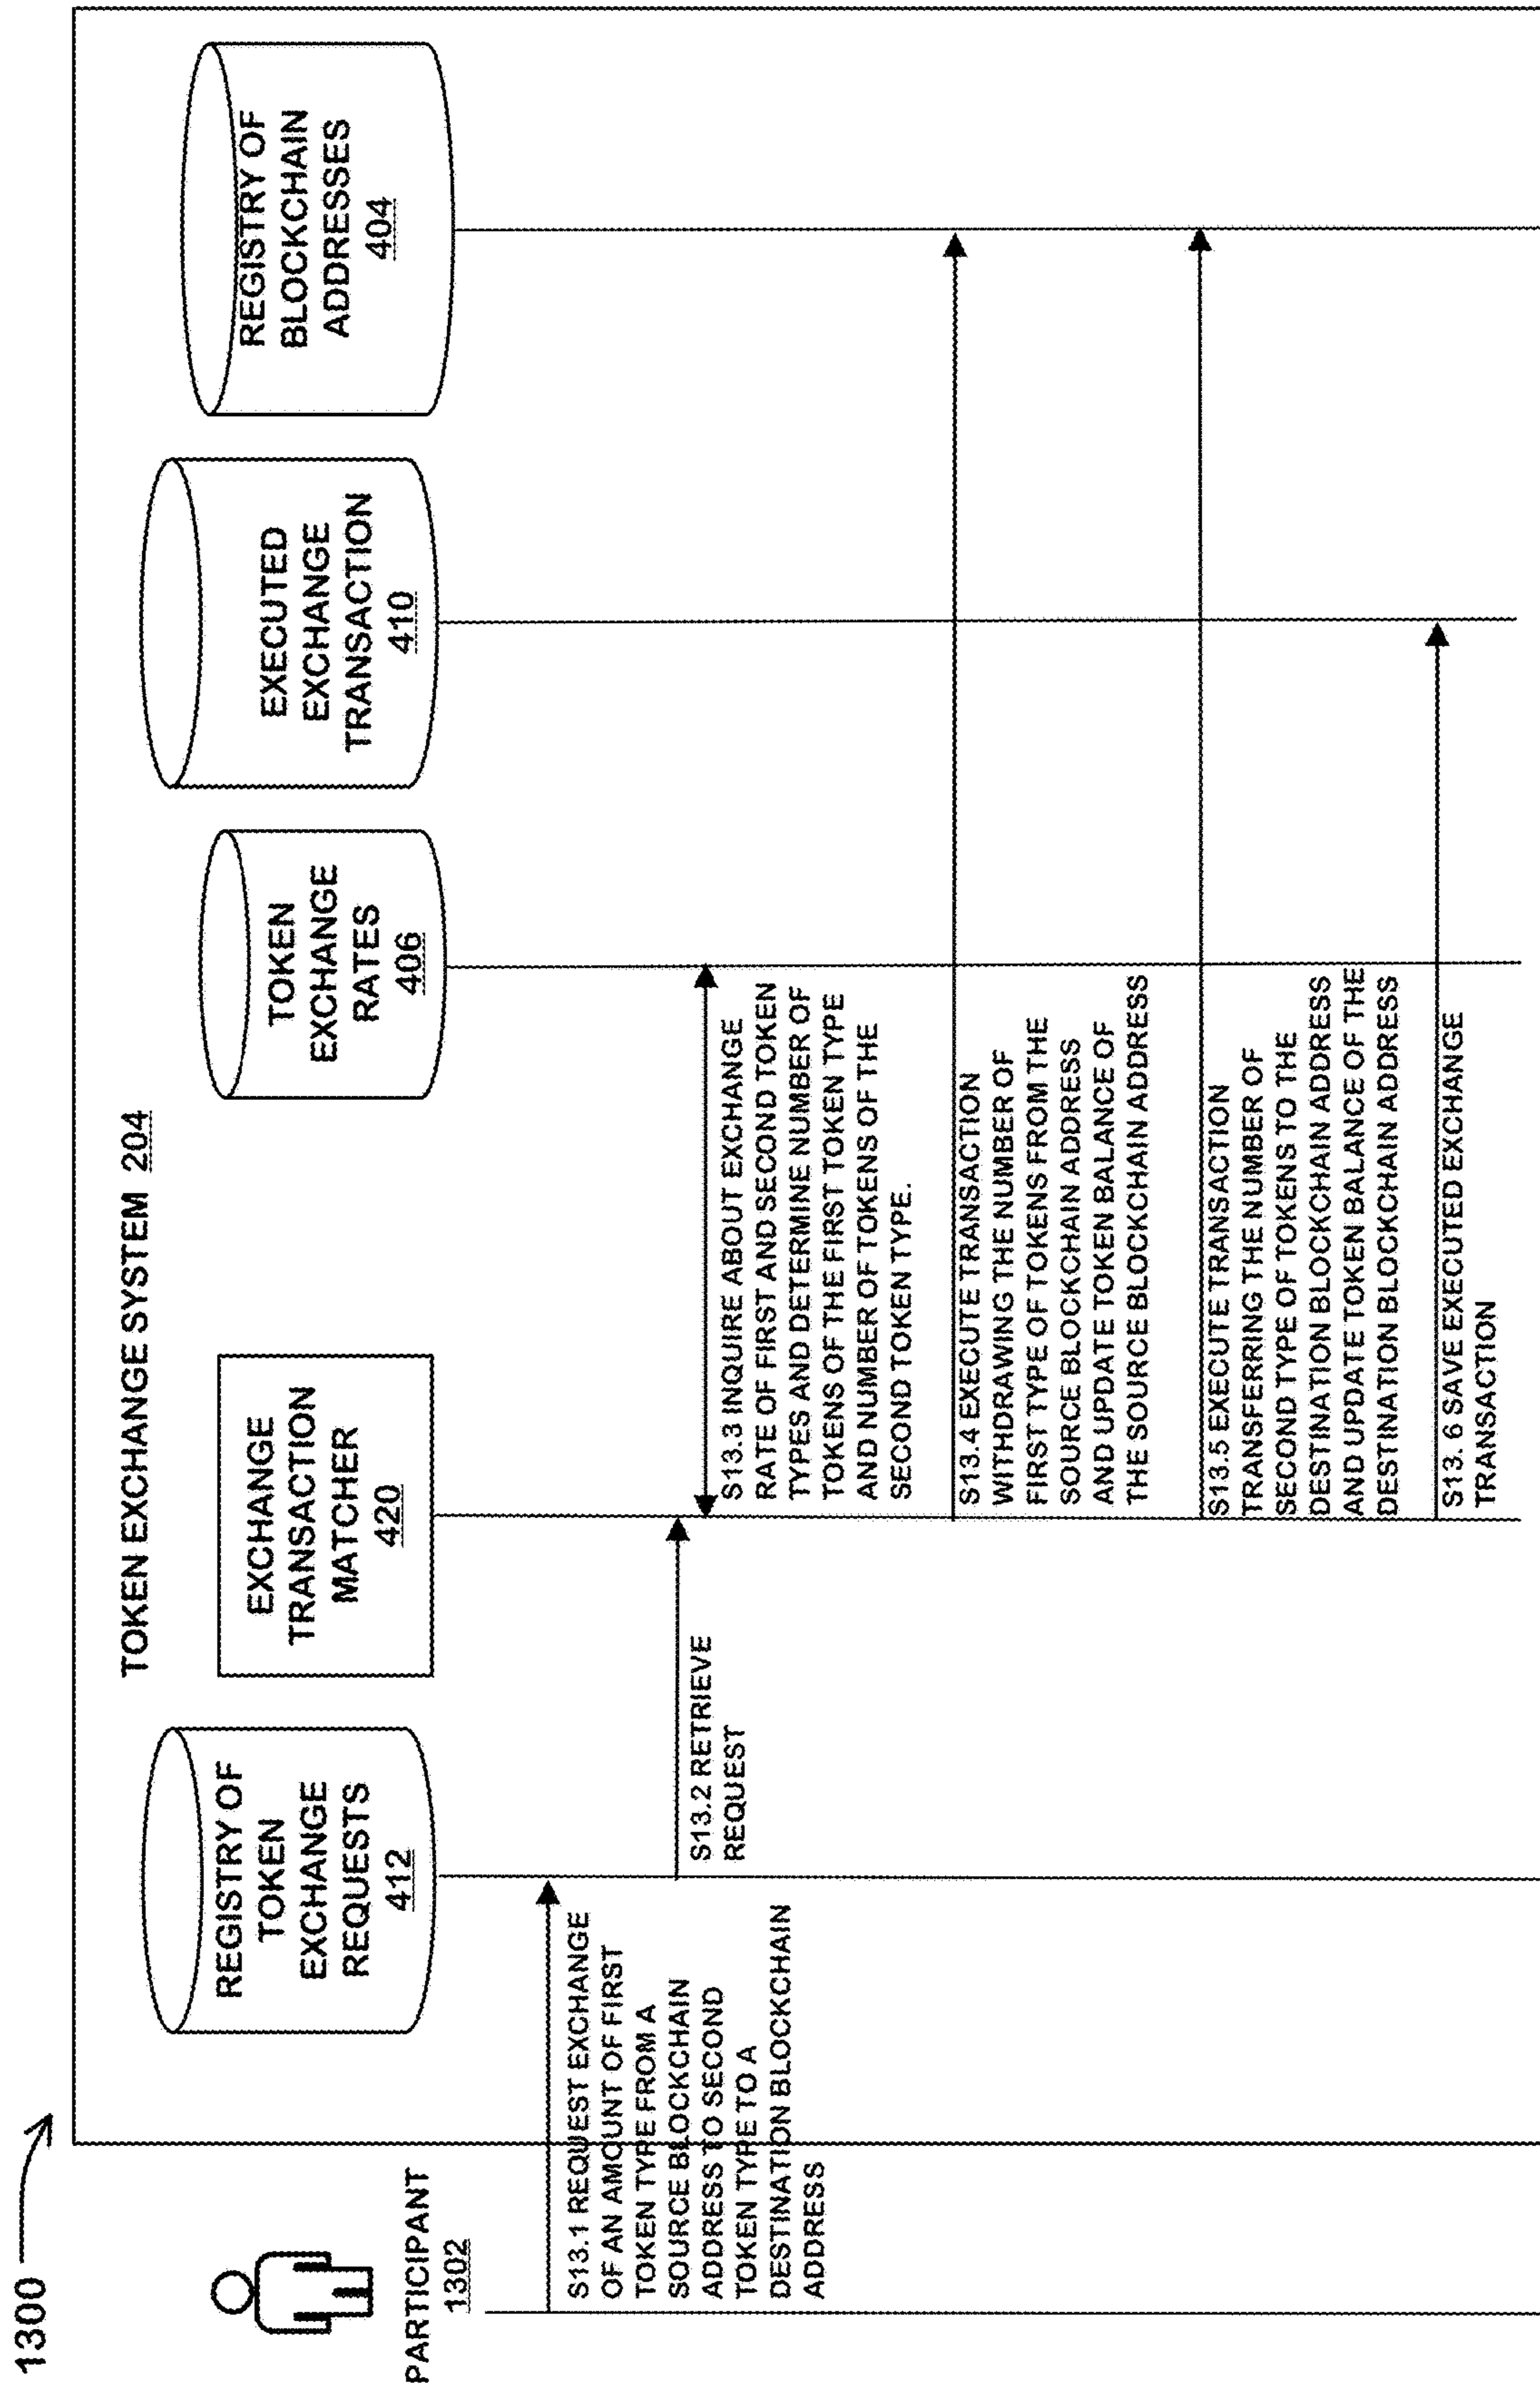 1300
TOKEN EXCHANGE SYSTEM 204
PARTICIPANT
1302
REGISTRY OF
TOKEN
EXCHANGE
REQUESTS
412
EXCHANGE
TRANSACTION
MATCHER
420
TOKEN
EXCHANGE
RATES
406
EXECUTED
EXCHANGE
TRANSACTION
410
REGISTRY OF
BLOCKCHAIN
ADDRESSES
404
S13.1 REQUEST EXCHANGE
OF AN AMOUNT OF FIRST
TOKEN TYPE FROM A
SOURCE BLOCKCHAIN
ADDRESS TO SECOND
TOKEN TYPE TO A
DESTINATION BLOCKCHAIN
ADDRESS
S13.2 RETRIEVE
REQUEST
S13.3 INQUIRE ABOUT EXCHANGE
RATE OF FIRST AND SECOND TOKEN
TYPES AND DETERMINE NUMBER OF
TOKENS OF THE FIRST TOKEN TYPE
AND NUMBER OF TOKENS OF THE
SECOND TOKEN TYPE.
S13.4 EXECUTE TRANSACTION
WITHDRAWING THE NUMBER OF
FIRST TYPE OF TOKENS FROM THE
SOURCE BLOCKCHAIN ADDRESS
AND UPDATE TOKEN BALANCE OF
THE SOURCE BLOCKCHAIN ADDRESS
S13.5 EXECUTE TRANSACTION
TRANSFERRING THE NUMBER OF
SECOND TYPE OF TOKENS TO THE
DESTINATION BLOCKCHAIN ADDRESS
AND UPDATE TOKEN BALANCE OF THE
DESTINATION BLOCKCHAIN ADDRESS
S13. 6 SAVE EXECUTED EXCHANGE
TRANSACTION